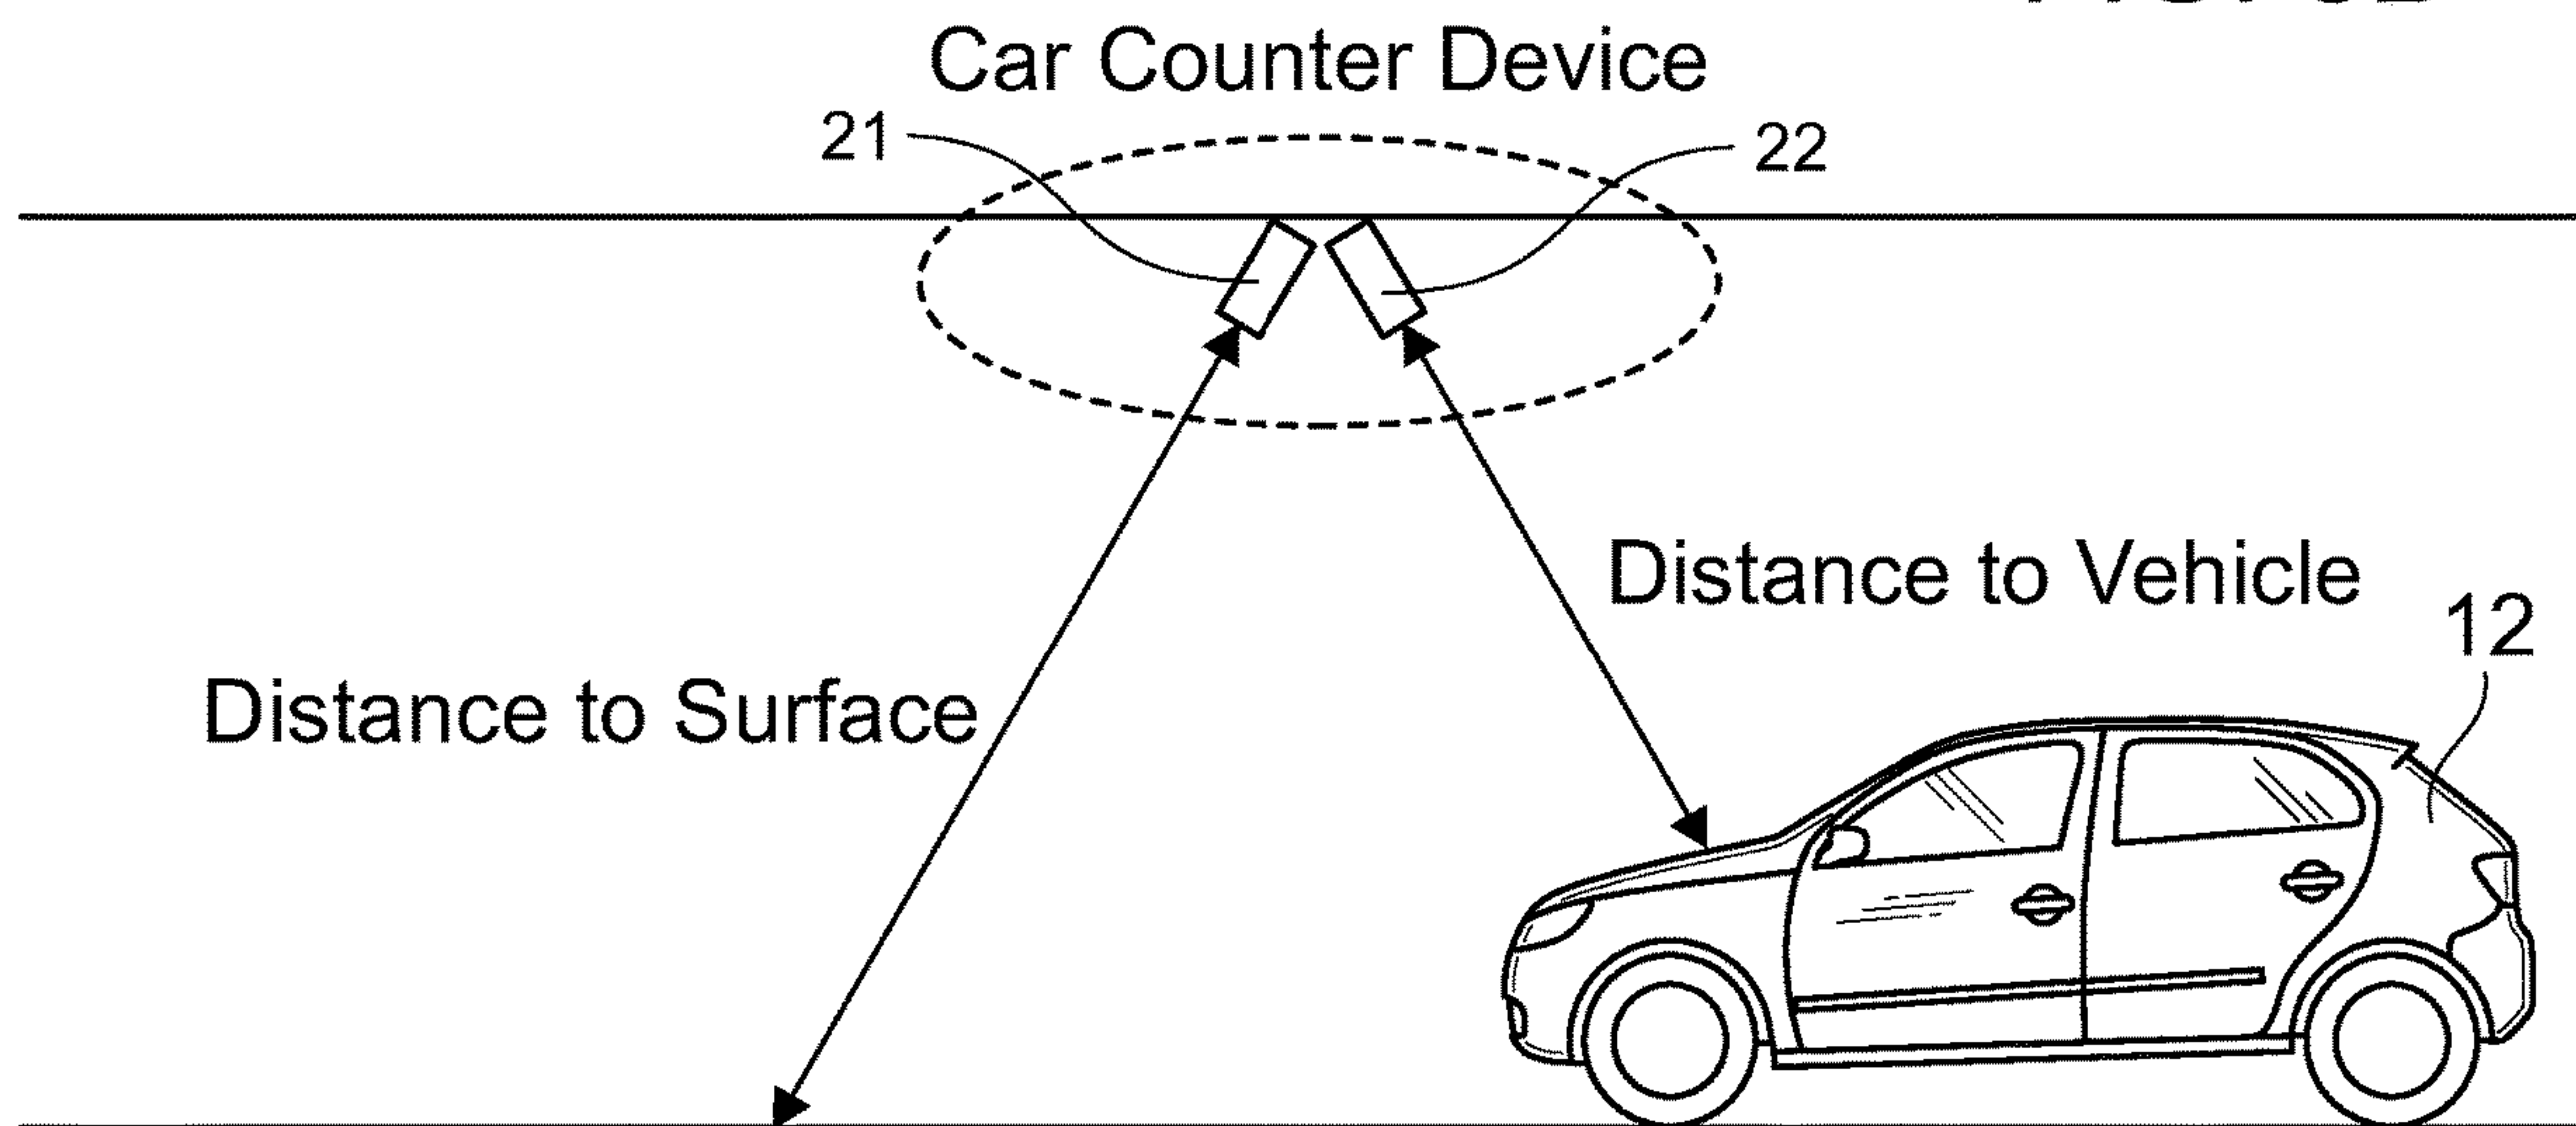 Car Counter Device
21
22
Distance to Vehicle
12
Distance to Surface